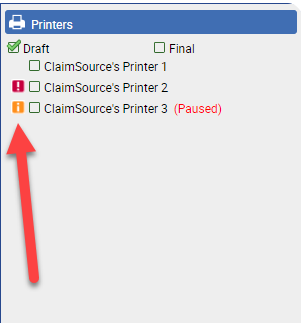 Printers
Draft Final
ClaimSource's Printer 1
ClaimSource's Printer 2
ClaimSource's Printer 3 (Paused)